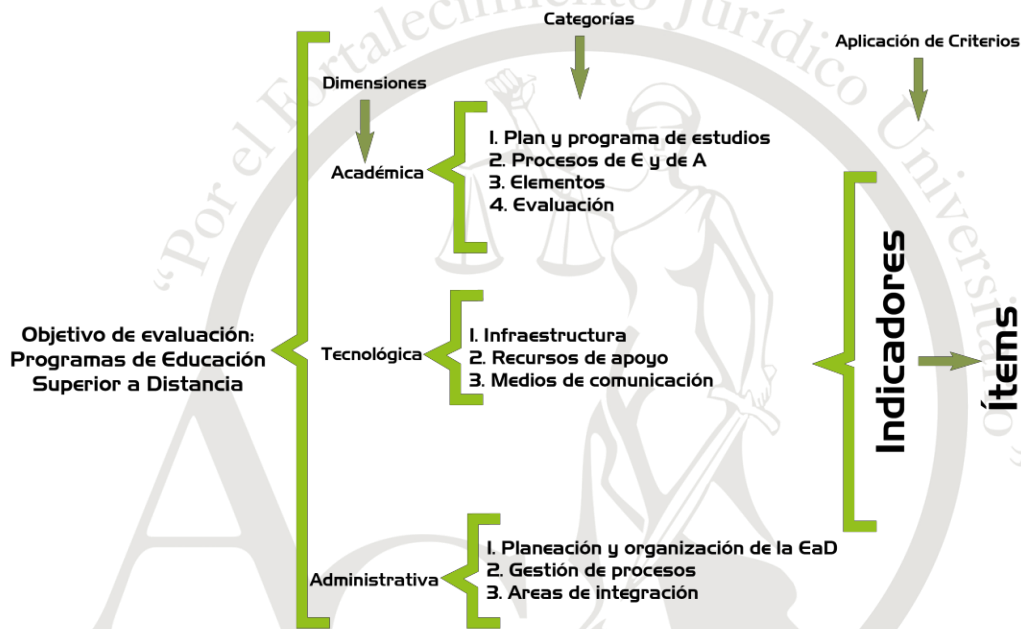 Categorías
Aplicación de Criterios
Dimensiones
Académica
1. Plan y programa de estudios
2. Procesos de E y de A
3. Elementos
4. Evaluación
Objetivo de evaluación:
Programas de Educación
Superior a Distancia
Tecnológica
1. Infraestructura
2. Recursos de apoyo
3. Medios de comunicación
Administrativa
1. Planeación y organización de la EaD
2. Gestión de procesos
3. Areas de integración
Indicadores
Ítems
"Por el Fortalecimiento Jurídico Universitario"